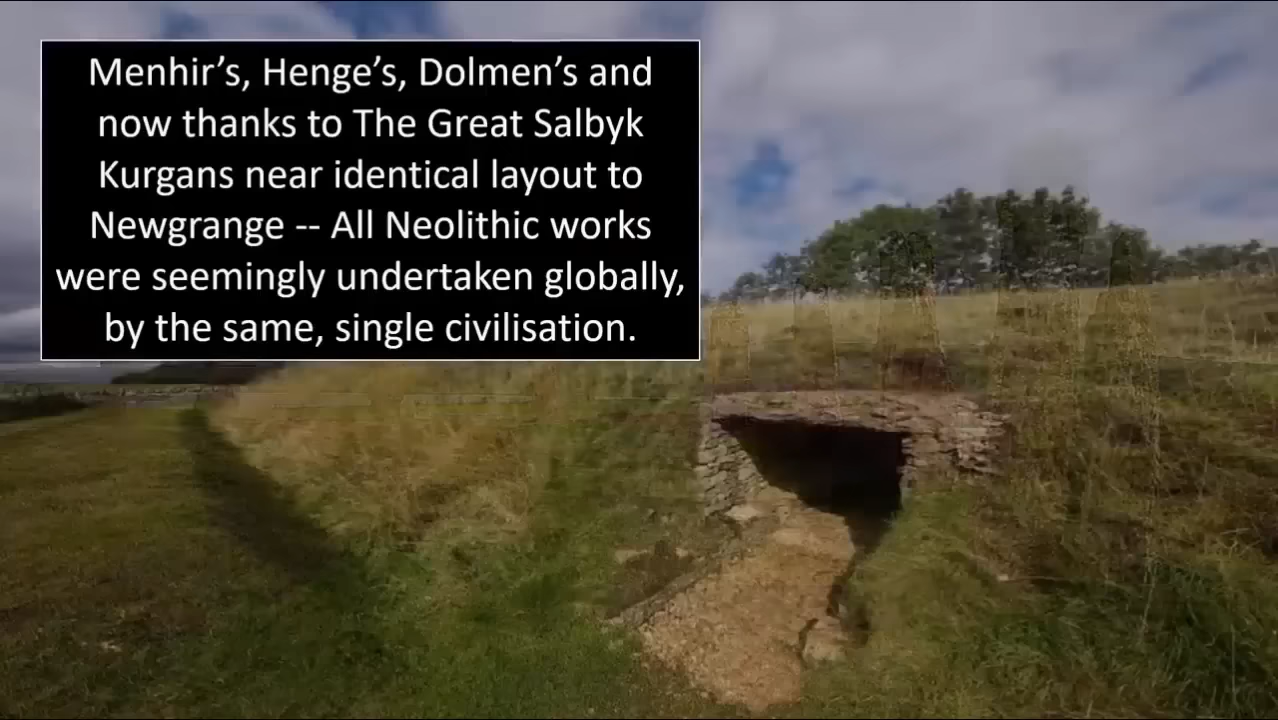 Menhir’s, Henge’s, Dolmen’s and
now thanks to The Great Salbyk
Kurgans near identical layout to
Newgrange -- All Neolithic works
were seemingly undertaken globally,
by the same, single civilisation.